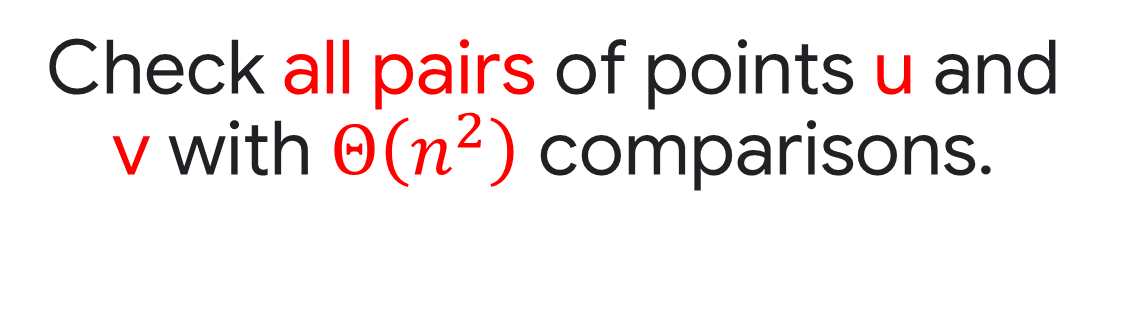 Check all pairs of points u and
v with Θ(n²) comparisons.